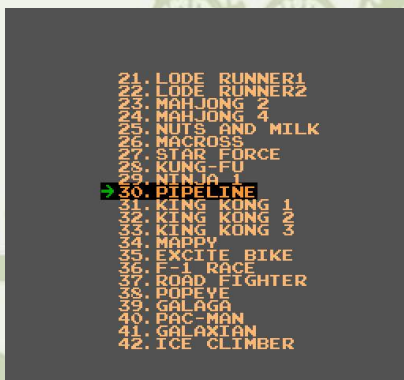 21. LODE RUNNER1
22. LODE RUNNER2
23. MAHJONG 2
24. MAHJONG 4
25. NUTS AND MILK
26. MACROSS
27. STAR FORCE
28. KUNG-FU
29. NINJA 1
30. PIPELINE
31. KING KONG 1
32. KING KONG 2
33. KING KONG 3
34. MAPPY
35. EXCITE BIKE
36. F-1 RACE
37. ROAD FIGHTER
38. POPEYE
39. GALAGA
40. PAC-MAN
41. GALAXIAN
42. ICE CLIMBER